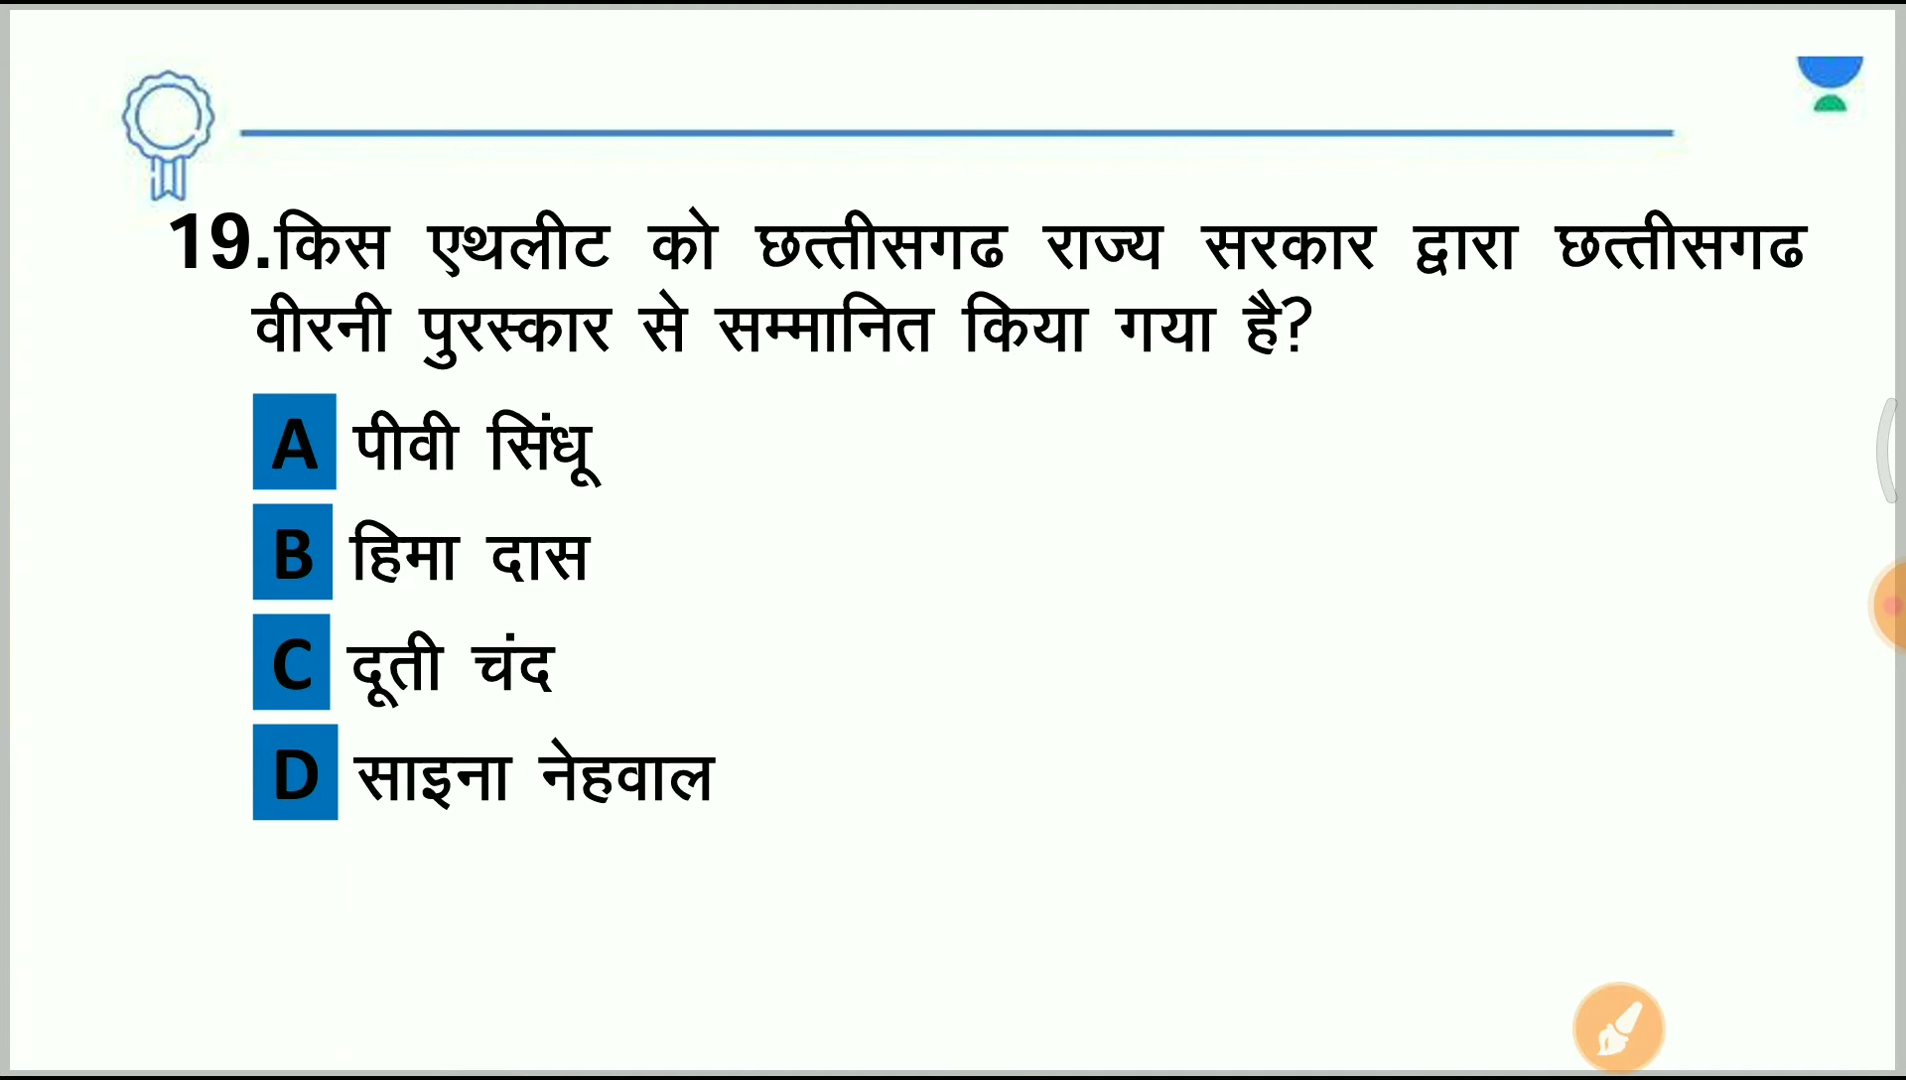 19.किस एथलीट को छत्तीसगढ राज्य सरकार द्वारा छत्तीसगढ
वीरनी पुरस्कार से सम्मानित किया गया है?
A पीवी सिंधू
B हिमा दास
C दूती चंद
D साइना नेहवाल